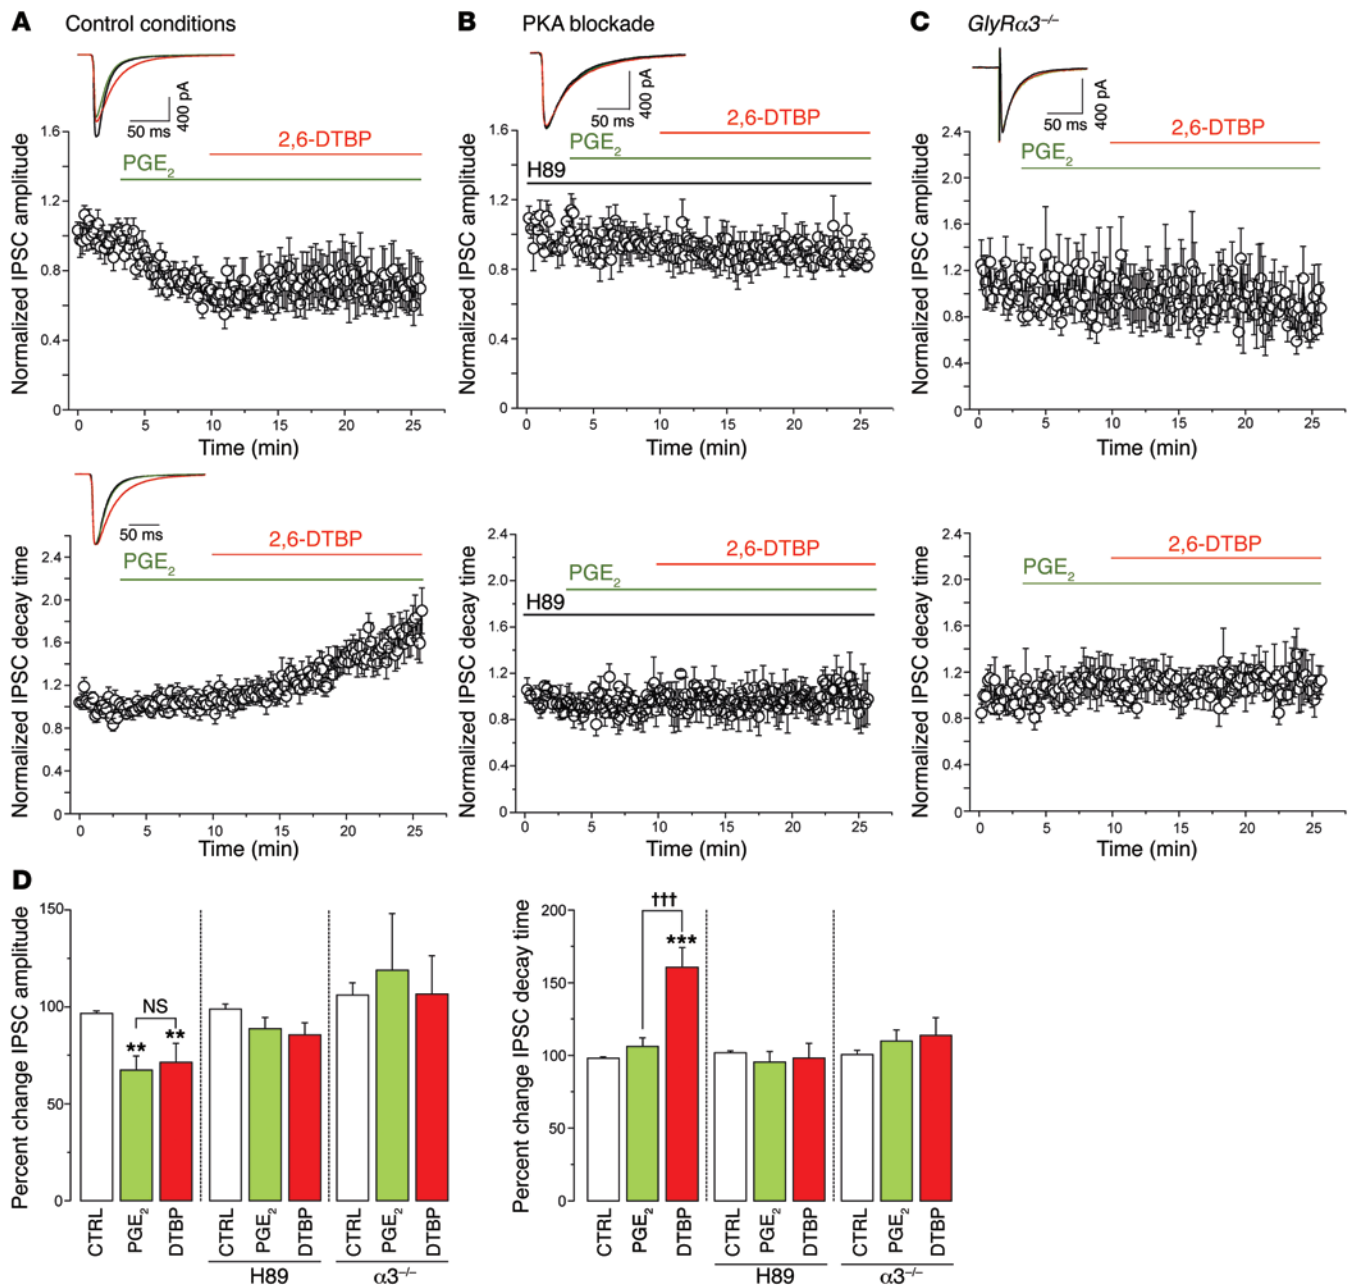 A Control conditions
50 ms
400 pA
2,6-DTBP
PGE2
Normalized IPSC amplitude
1.6
1.2
0.8
0.4
0
0 5 10 15 20 25
Time (min)
B PKA blockade
50 ms
400 pA
2,6-DTBP
PGE2
H89
Normalized IPSC amplitude
1.6
1.2
0.8
0.4
0
0 5 10 15 20 25
Time (min)
C GlyRα3–/–
50 ms
400 pA
2,6-DTBP
PGE2
Normalized IPSC amplitude
2.4
2.0
1.6
1.2
0.8
0.4
0
0 5 10 15 20 25
Time (min)
50 ms
2,6-DTBP
PGE2
Normalized IPSC decay time
2.4
2.0
1.6
1.2
0.8
0.4
0
0 5 10 15 20 25
Time (min)
2,6-DTBP
PGE2
H89
Normalized IPSC decay time
2.4
2.0
1.6
1.2
0.8
0.4
0
0 5 10 15 20 25
Time (min)
2,6-DTBP
PGE2
Normalized IPSC decay time
2.4
2.0
1.6
1.2
0.8
0.4
0
0 5 10 15 20 25
Time (min)
D
Percent change IPSC amplitude
150
100
50
0
NS
** **
CTRL PGE2 DTBP CTRL PGE2 DTBP CTRL PGE2 DTBP
H89 α3–/–
Percent change IPSC decay time
200
150
100
50
0
†††
***
CTRL PGE2 DTBP CTRL PGE2 DTBP CTRL PGE2 DTBP
H89 α3–/–